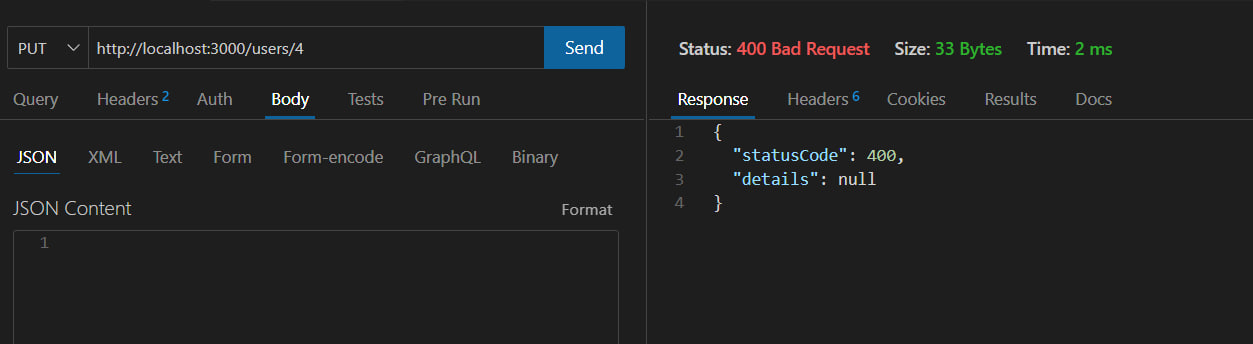 PUT http://localhost:3000/users/4 Send
Query Headers 2 Auth Body Tests Pre Run
JSON XML Text Form Form-encode GraphQL Binary
JSON Content Format
1
Status: 400 Bad Request Size: 33 Bytes Time: 2 ms
Response Headers 6 Cookies Results Docs
1 {
2 "statusCode": 400,
3 "details": null
4 }